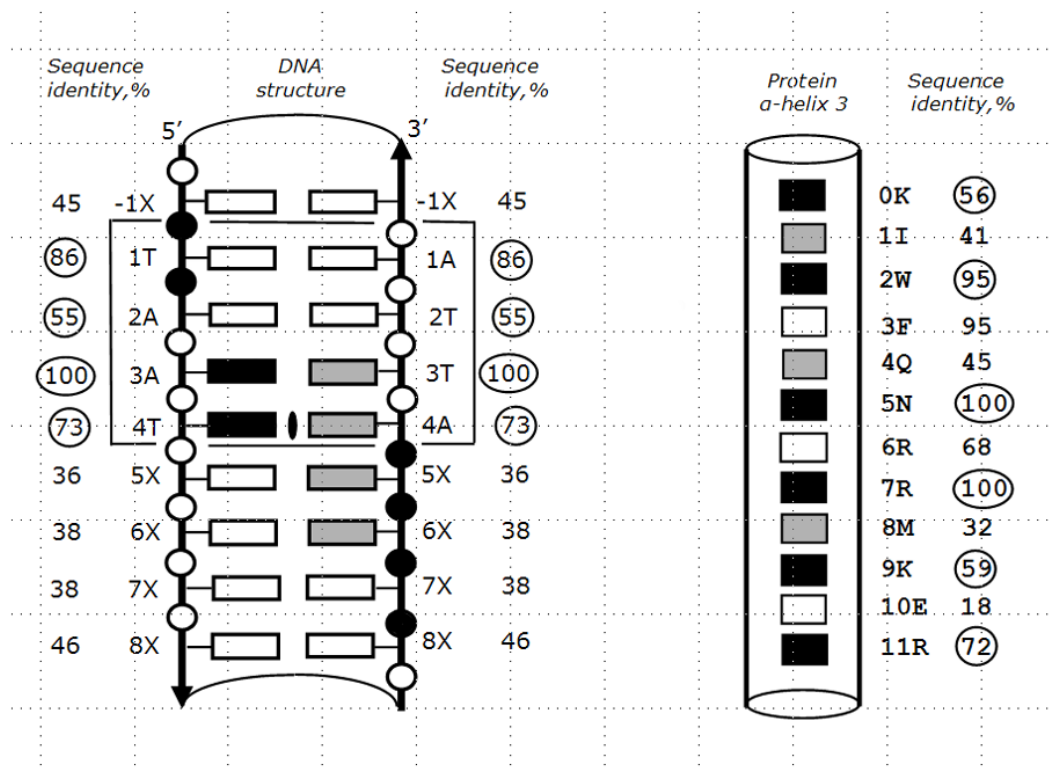 Sequence identity,%
DNA structure
Sequence identity,%
Protein α-helix 3
Sequence identity,%
5′ 3′
45 -1X -1X 45
86 1T 1A 86
55 2A 2T 55
100 3A 3T 100
73 4T 4A 73
36 5X 5X 36
38 6X 6X 38
38 7X 7X 38
46 8X 8X 46
0K 56
1I 41
2W 95
3F 95
4Q 45
5N 100
6R 68
7R 100
8M 32
9K 59
10E 18
11R 72